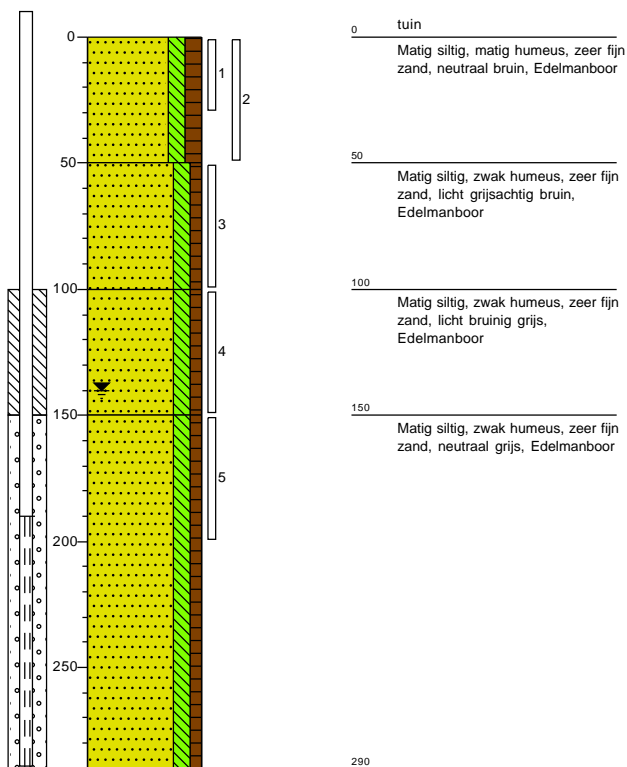 0
50
100
150
200
250
1
2
3
4
5
0 tuin
Matig siltig, matig humeus, zeer fijn
zand, neutraal bruin, Edelmanboor
50
Matig siltig, zwak humeus, zeer fijn
zand, licht grijsachtig bruin,
Edelmanboor
100
Matig siltig, zwak humeus, zeer fijn
zand, licht bruinig grijs,
Edelmanboor
150
Matig siltig, zwak humeus, zeer fijn
zand, neutraal grijs, Edelmanboor
290